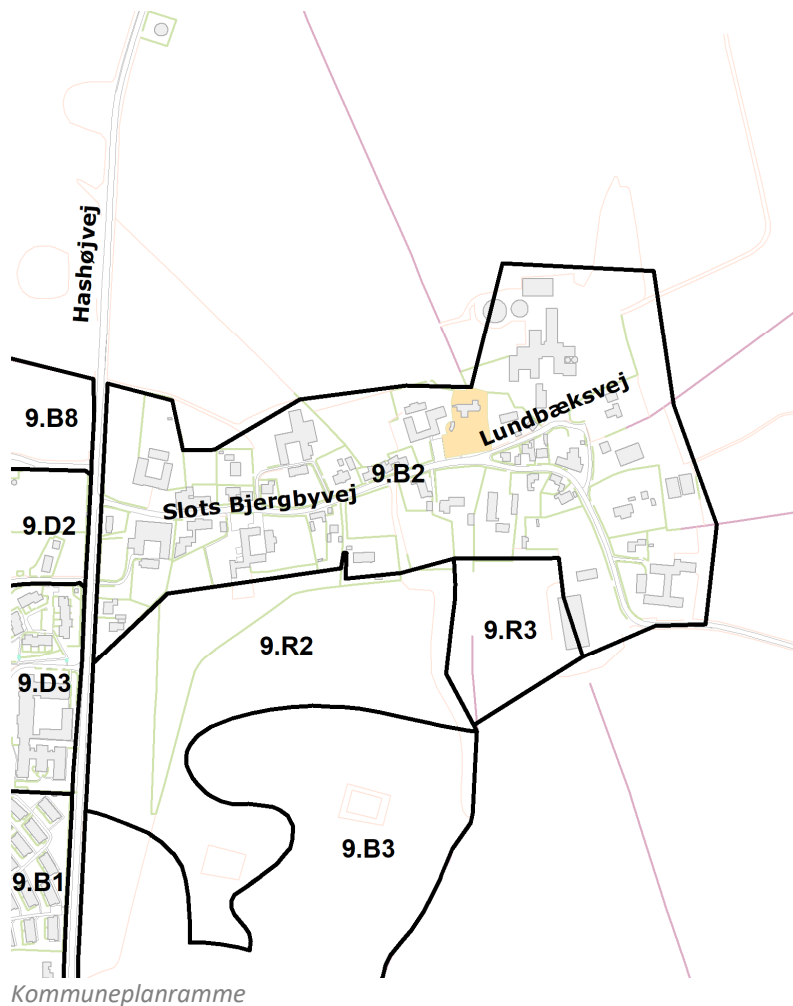 Hashøjvej
9.B8
Lundbæksvej
9.B2
Slots Bjergbyvej
9.D2
9.R3
9.R2
9.D3
9.B3
9.B1
Kommuneplanramme